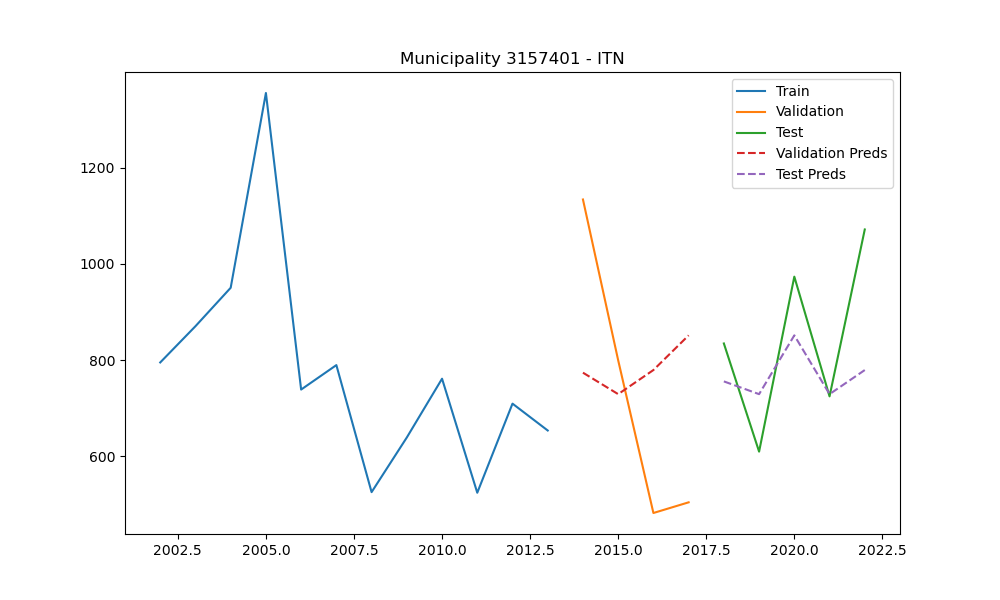 Municipality 3157401 - ITN
Train
Validation
Test
Validation Preds
Test Preds
1200
1000
800
600
2002.5 2005.0 2007.5 2010.0 2012.5 2015.0 2017.5 2020.0 2022.5